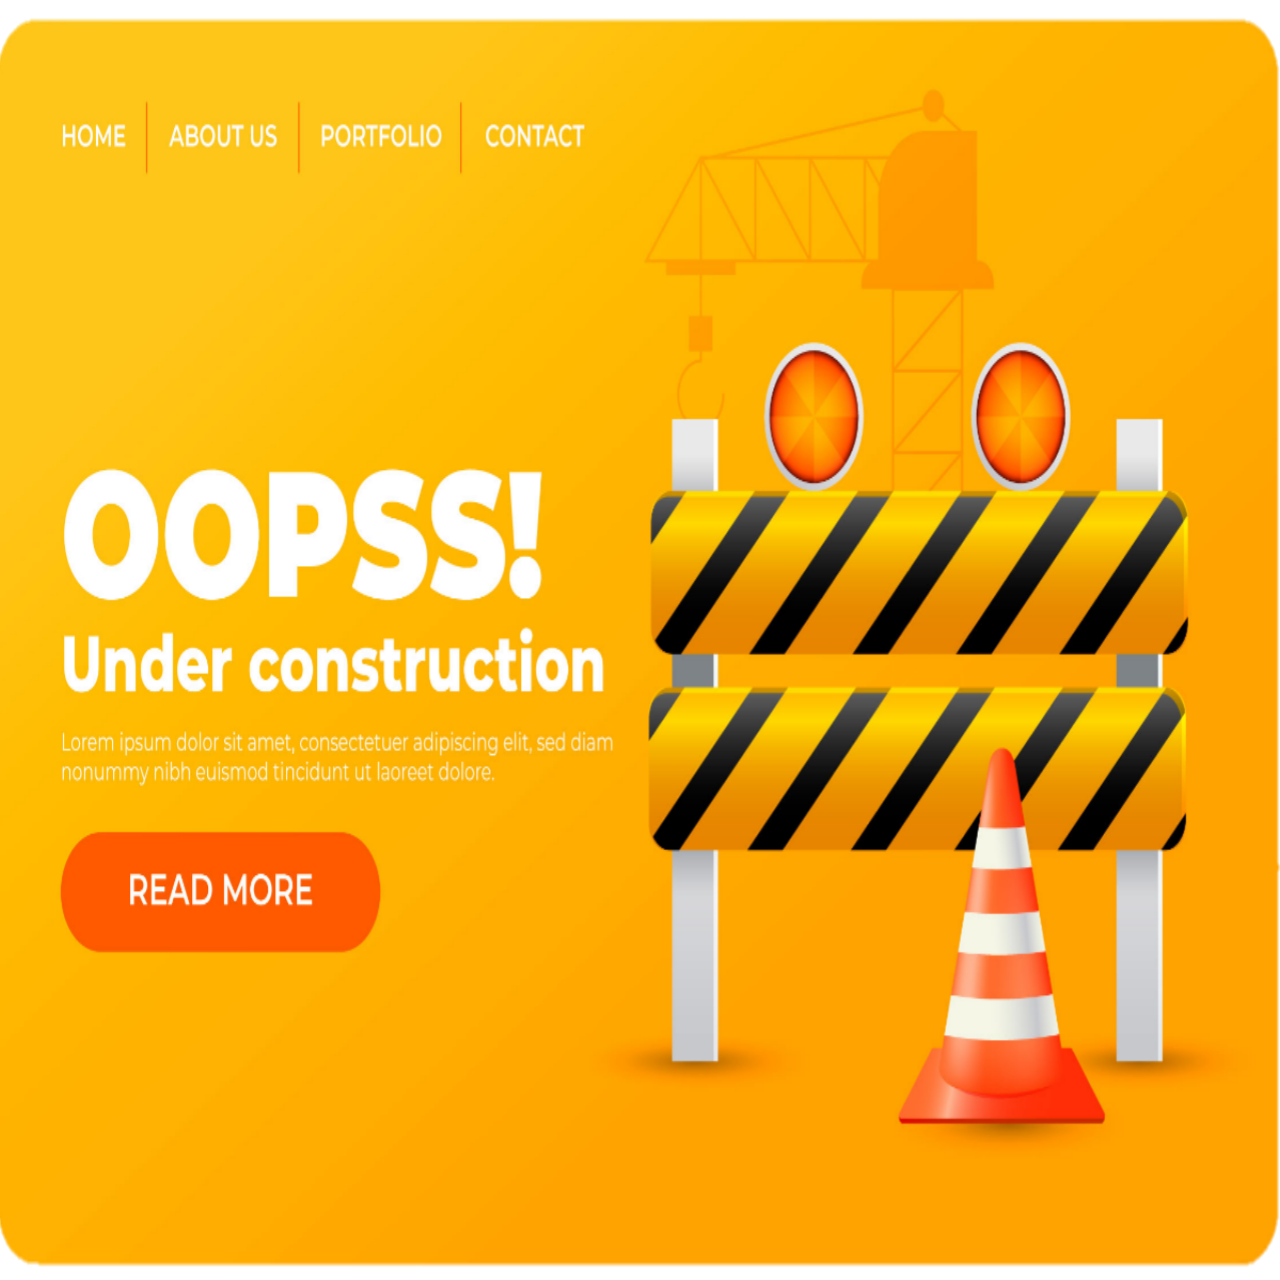 HOME ABOUT US PORTFOLIO CONTACT
OOPSS!
Under construction
Lorem ipsum dolor sit amet, consectetuer adipiscing elit, sed diam
nonummy nibh euismod tincidunt ut laoreet dolore.
READ MORE